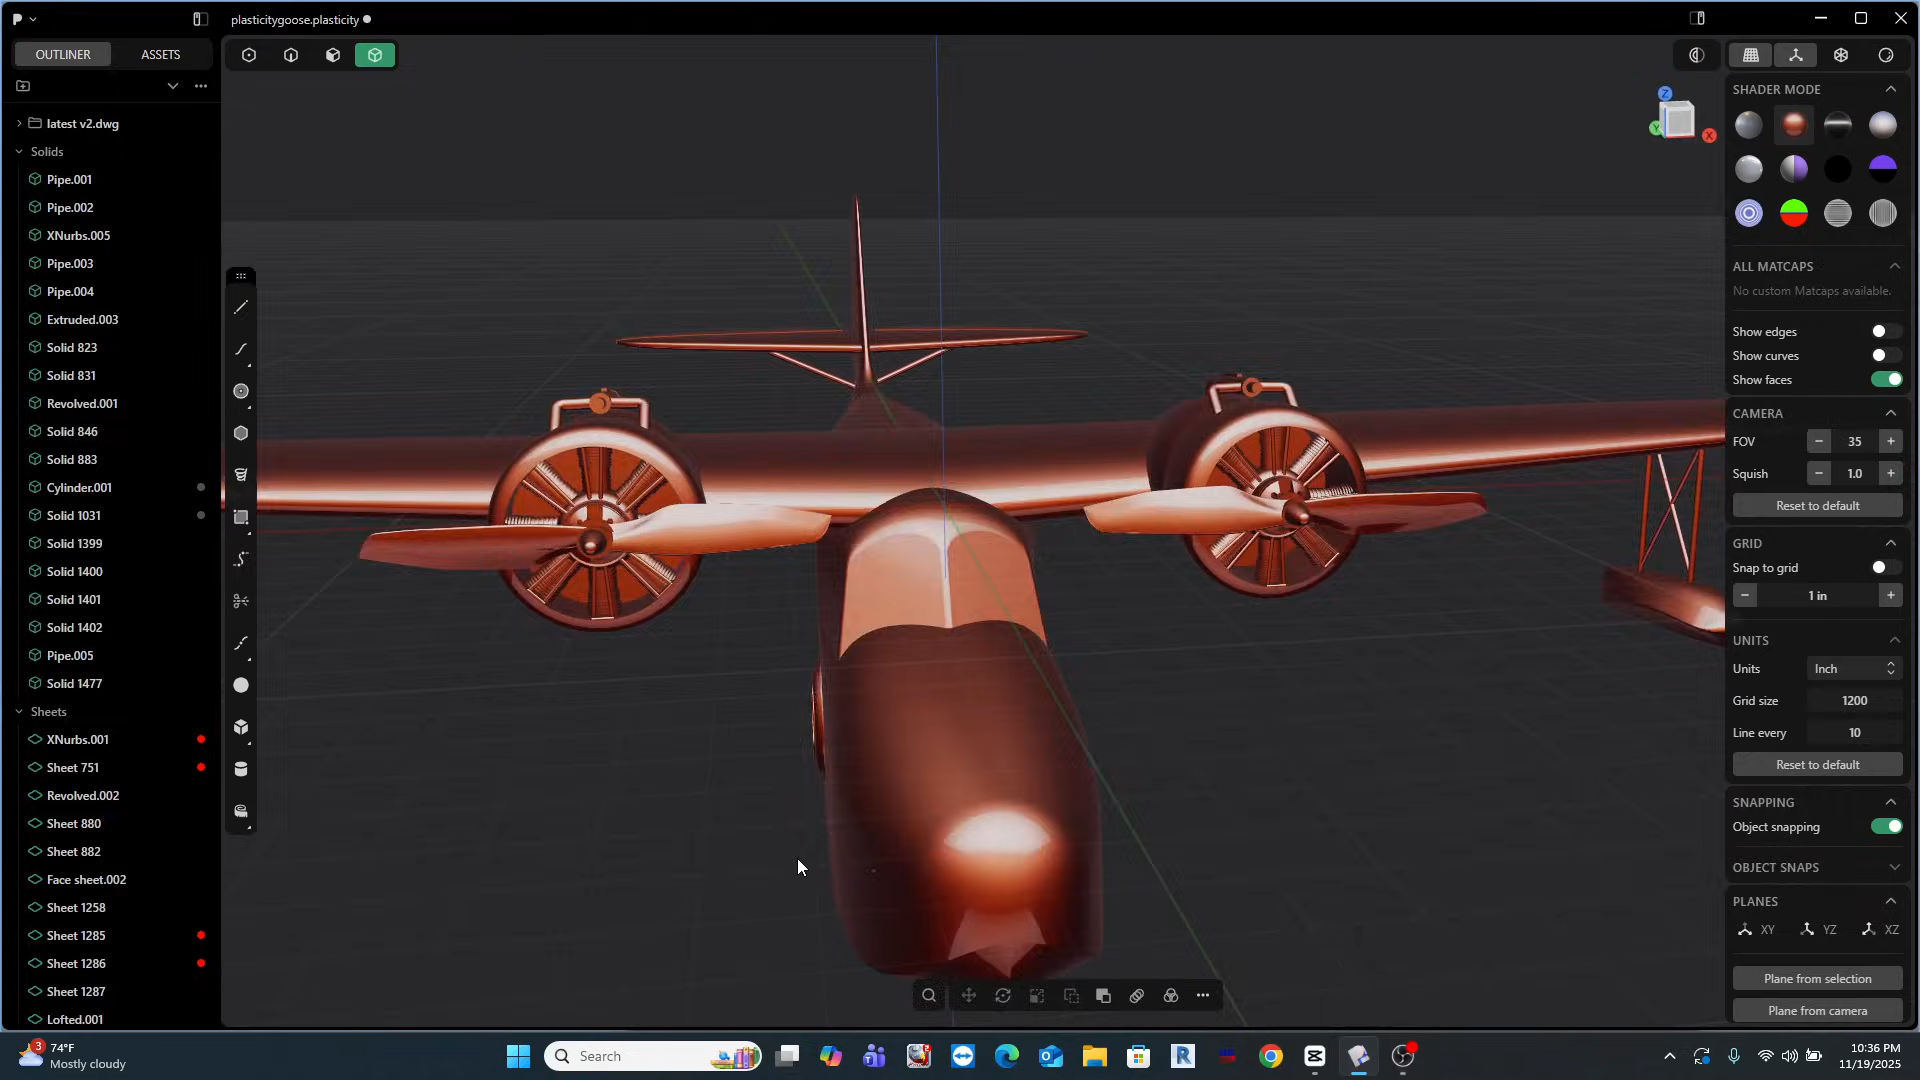 plasticitygoose.plasticity
OUTLINER
ASSETS
latest v2.dwg
Solids
Pipe.001
Pipe.002
XNurbs.005
Pipe.003
Pipe.004
Extruded.003
Solid 823
Solid 831
Revolved.001
Solid 846
Solid 883
Cylinder.001
Solid 1031
Solid 1399
Solid 1400
Solid 1401
Solid 1402
Pipe.005
Solid 1477
Sheets
XNurbs.001
Sheet 751
Revolved.002
Sheet 880
Sheet 882
Face sheet.002
Sheet 1258
Sheet 1285
Sheet 1286
Sheet 1287
Lofted.001
Z
Y
X
SHADER MODE
ALL MATCAPS
No custom Matcaps available.
Show edges
Show curves
Show faces
CAMERA
FOV
35
Squish
1.0
Reset to default
GRID
Snap to grid
1 in
UNITS
Units
Inch
Grid size
1200
Line every
10
Reset to default
SNAPPING
Object snapping
OBJECT SNAPS
PLANES
XY
YZ
XZ
Plane from selection
Plane from camera
3
74°F
Mostly cloudy
Search
10:36 PM
11/19/2025